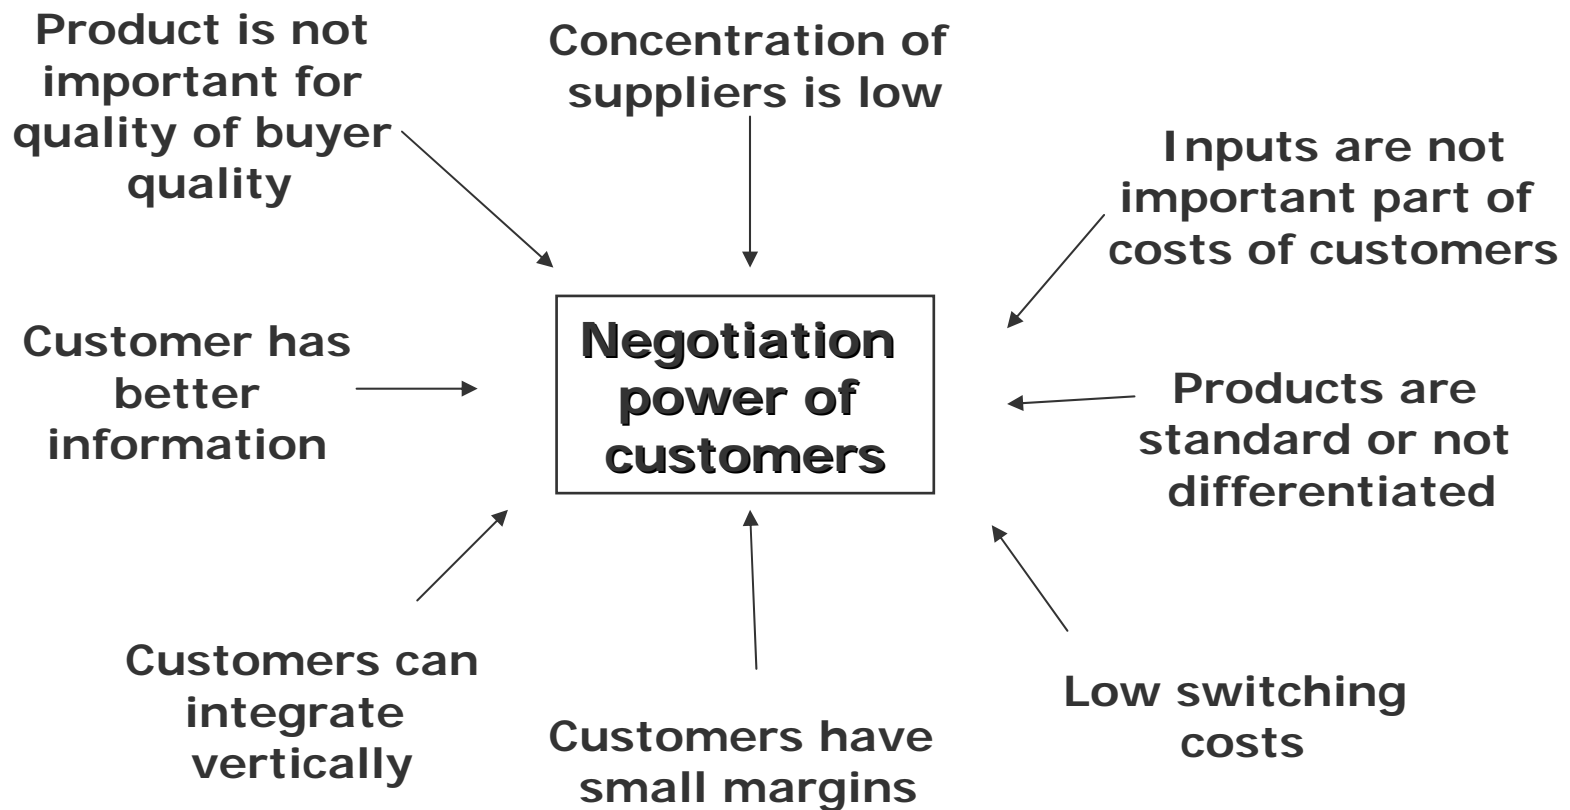 Product is not
important for
quality of buyer
quality
Concentration of
suppliers is low
Inputs are not
important part of
costs of customers
Customer has
better
information
Negotiation
power of
customers
Products are
standard or not
differentiated
Customers can
integrate
vertically
Customers have
small margins
Low switching
costs